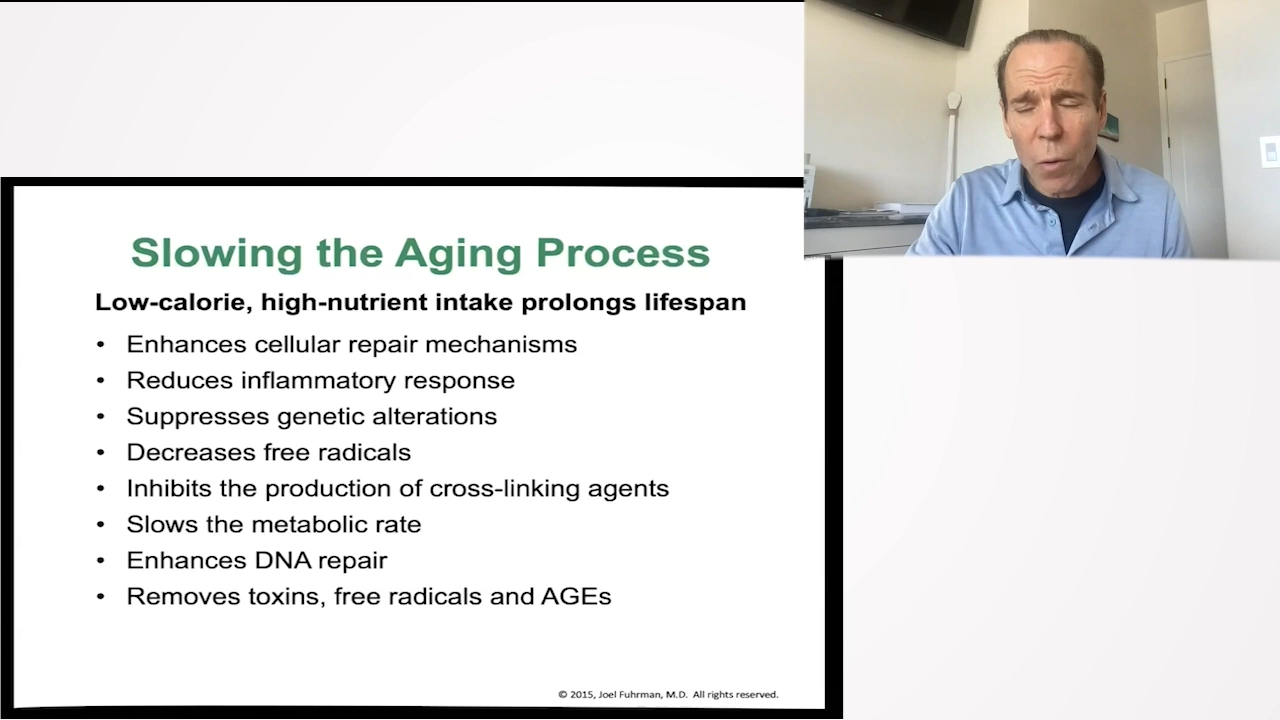 Slowing the Aging Process
Low-calorie, high-nutrient intake prolongs lifespan
• Enhances cellular repair mechanisms
• Reduces inflammatory response
• Suppresses genetic alterations
• Decreases free radicals
• Inhibits the production of cross-linking agents
• Slows the metabolic rate
• Enhances DNA repair
• Removes toxins, free radicals and AGEs
© 2015, Joel Fuhrman, M.D. All rights reserved.